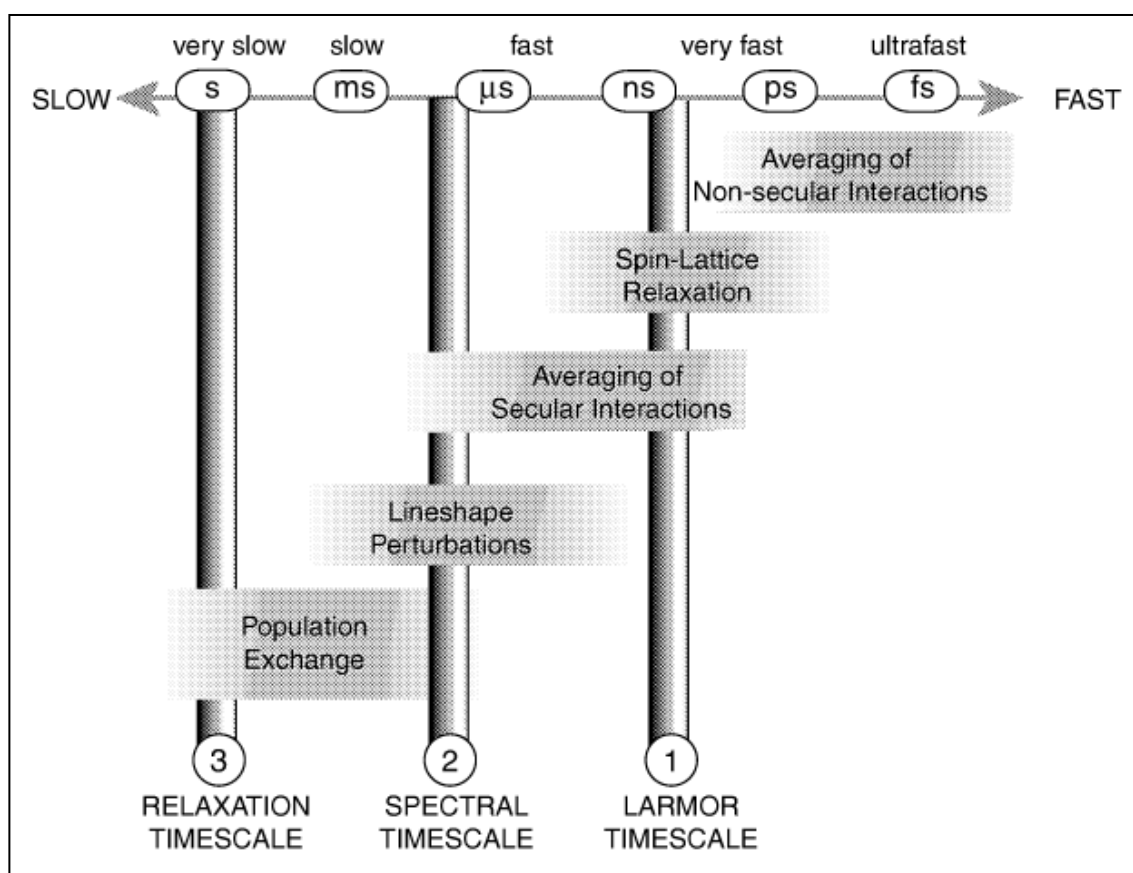 very slow slow fast very fast ultrafast
SLOW s ms μs ns ps fs FAST
Averaging of
Non-secular Interactions
Spin-Lattice
Relaxation
Averaging of
Secular Interactions
Lineshape
Perturbations
Population
Exchange
3 2 1
RELAXATION SPECTRAL LARMOR
TIMESCALE TIMESCALE TIMESCALE